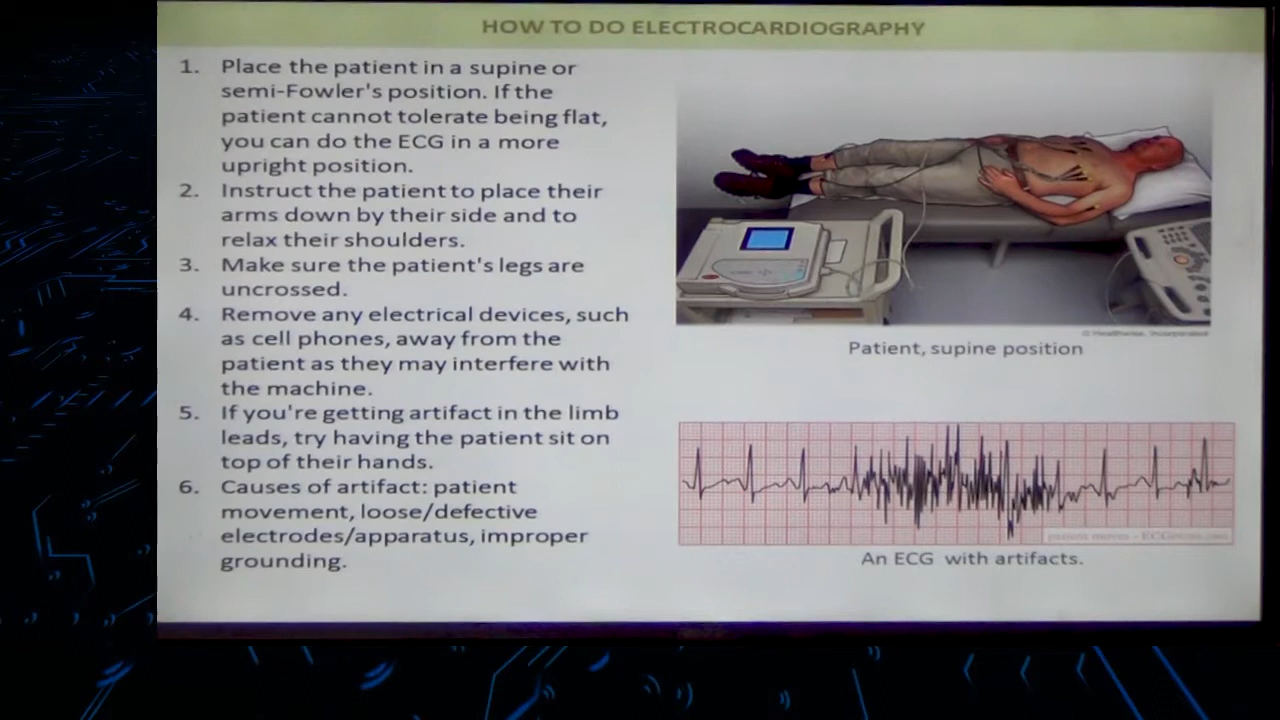 HOW TO DO ELECTROCARDIOGRAPHY
1. Place the patient in a supine or
semi-Fowler's position. If the
patient cannot tolerate being flat,
you can do the ECG in a more
upright position.
2. Instruct the patient to place their
arms down by their side and to
relax their shoulders.
3. Make sure the patient's legs are
uncrossed.
4. Remove any electrical devices, such
as cell phones, away from the
patient as they may interfere with
the machine.
5. If you're getting artifact in the limb
leads, try having the patient sit on
top of their hands.
6. Causes of artifact: patient
movement, loose/defective
electrodes/apparatus, improper
grounding.
© Healthwise, Incorporated
Patient, supine position
patient moves -
An ECG with artifacts.